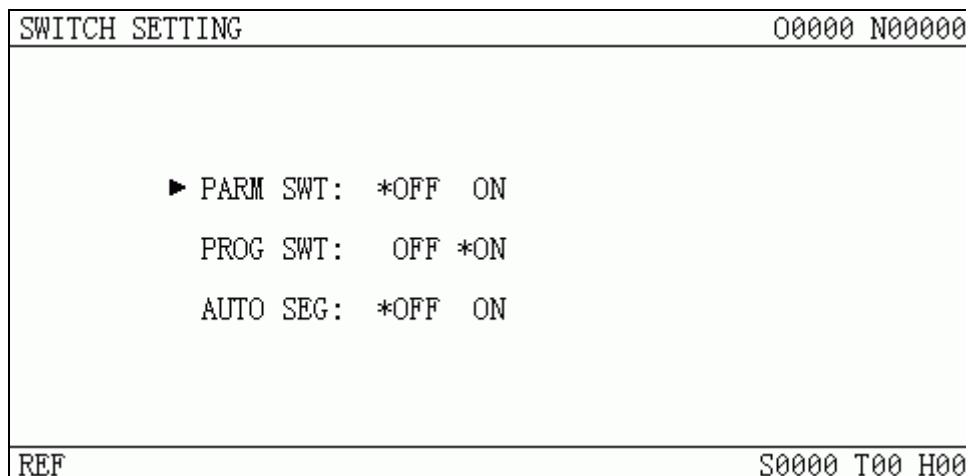 SWITCH SETTING O0000 N00000
PARM SWT: *OFF ON
PROG SWT: OFF *ON
AUTO SEG: *OFF ON
REF S0000 T00 H00